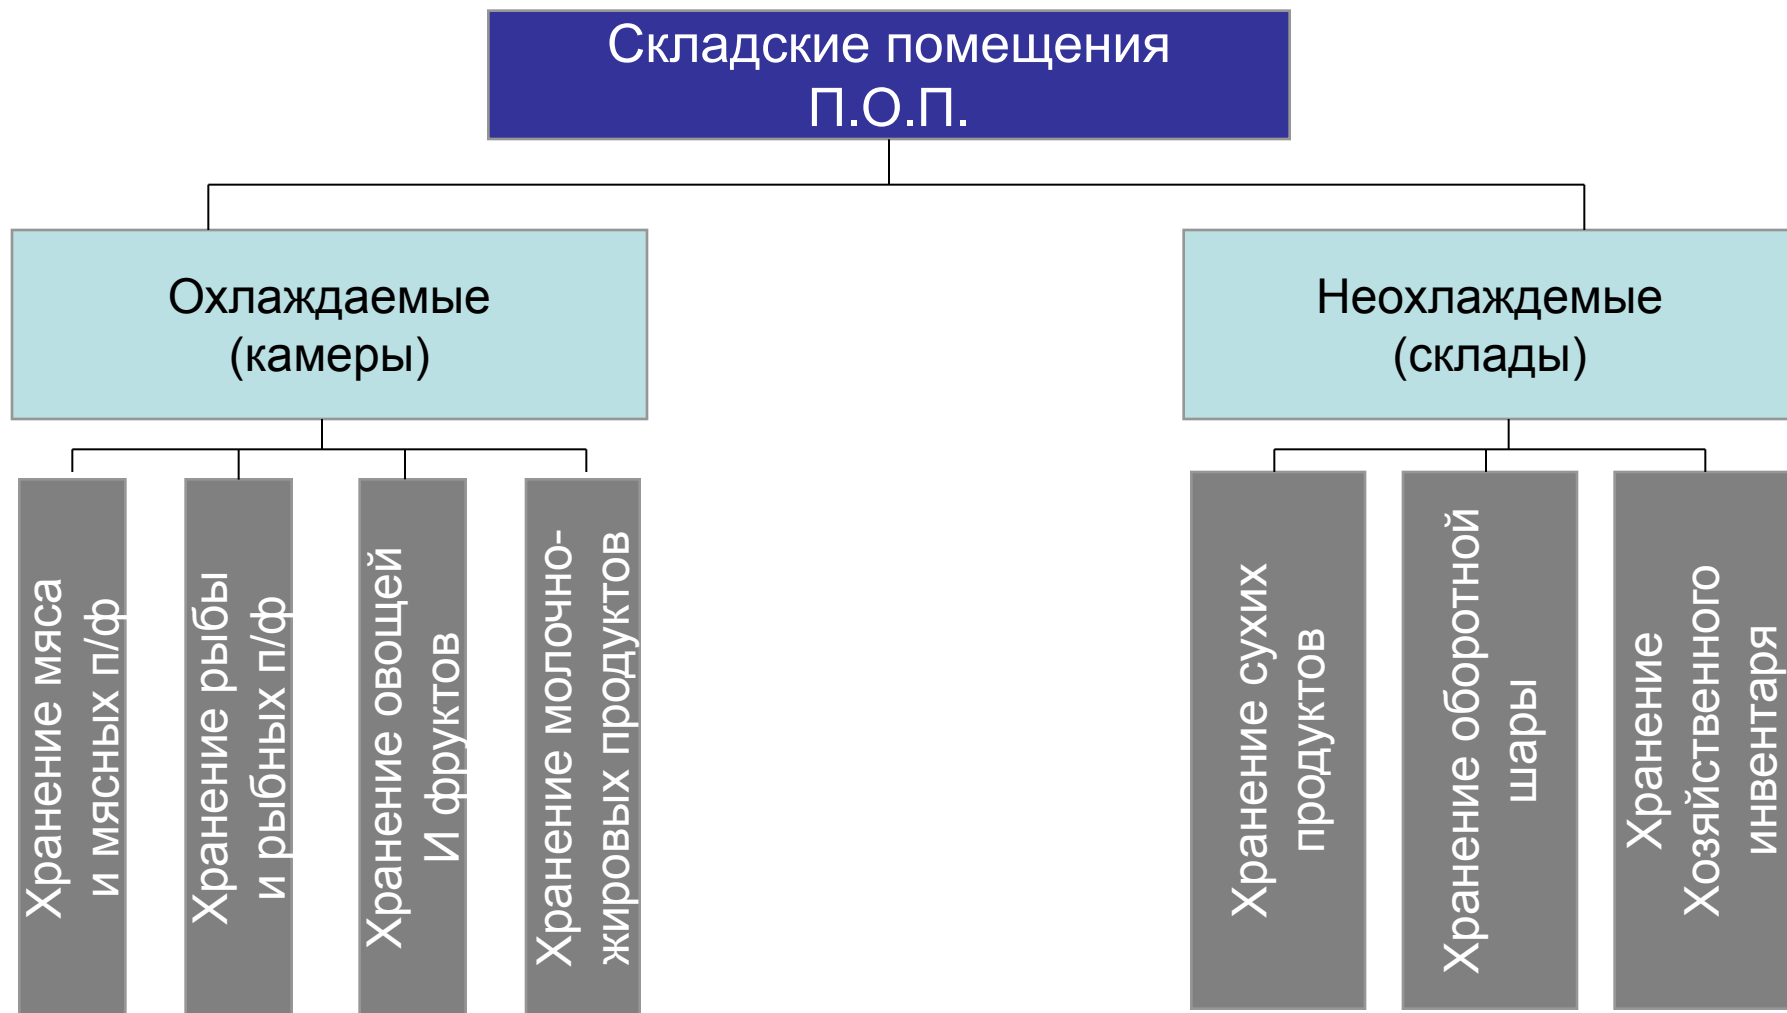 Складские помещения
П.О.П.
Охлаждаемые
(камеры)
Неохлаждемые
(склады)
Хранение мяса
и мясных п/ф
Хранение рыбы
и рыбных п/ф
Хранение овощей
И фруктов
Хранение молочно-
жировых продуктов
Хранение сухих
продуктов
Хранение оборотной
шары
Хранение
Хозяйственного
инвентаря